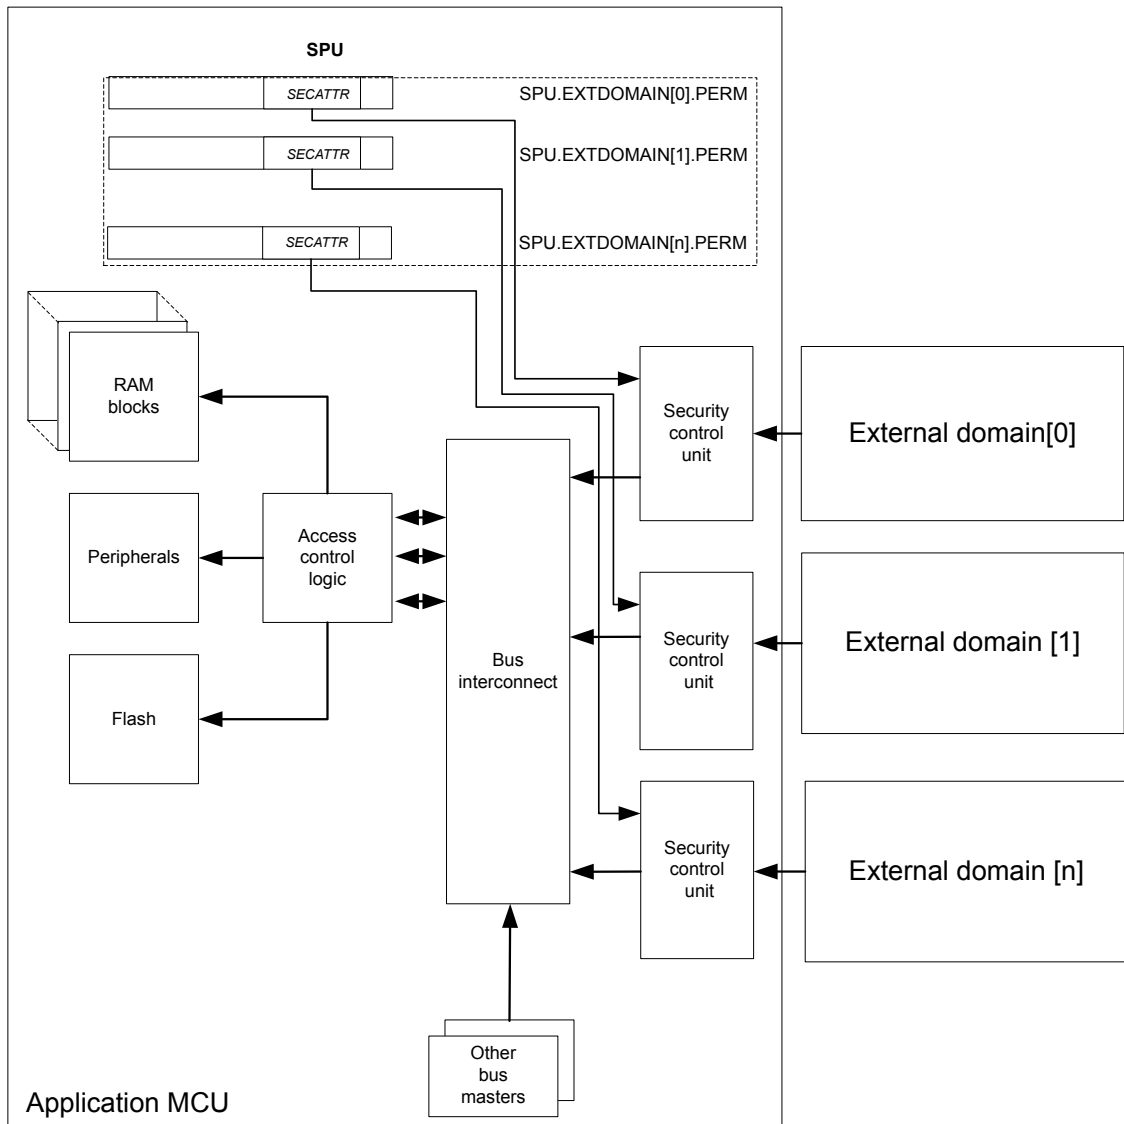 SPU
SECATTR
SPU.EXTDOMAIN[0].PERM
SECATTR
SPU.EXTDOMAIN[1].PERM
SECATTR
SPU.EXTDOMAIN[n].PERM
RAM
blocks
Peripherals
Flash
Access
control
logic
Bus
interconnect
Security
control
unit
External domain[0]
Security
control
unit
External domain [1]
Security
control
unit
External domain [n]
Other
bus
masters
Application MCU